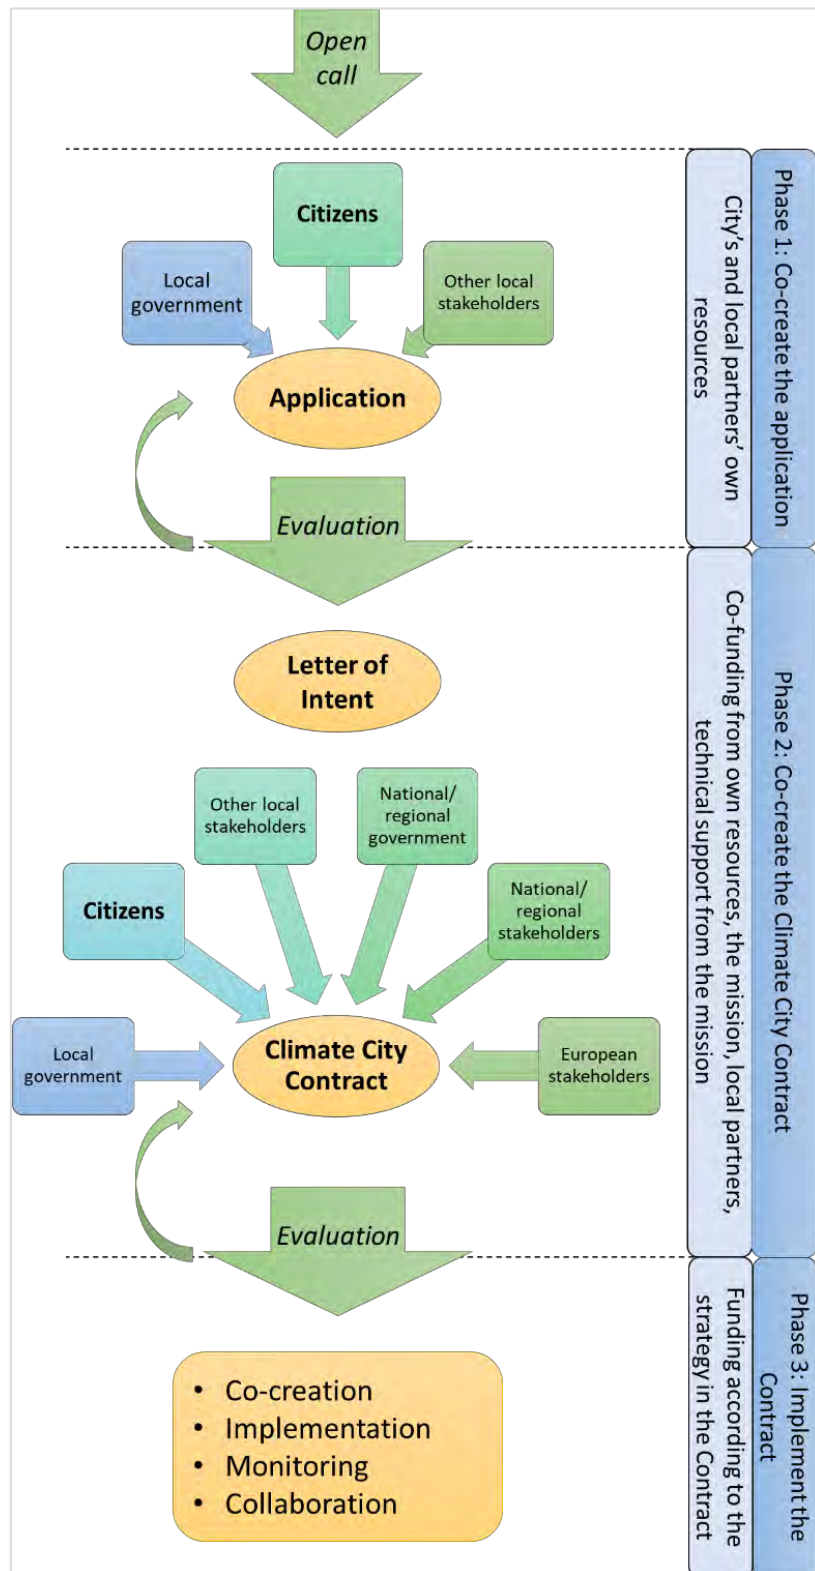 Open
call
Citizens
Local
government
Other local
stakeholders
Application
Evaluation
Phase 1: Co-create the application
City's and local partners' own
resources
Letter of
Intent
Other local
stakeholders
National/
regional
government
Citizens
National/
regional
stakeholders
Local
government
Climate City
Contract
European
stakeholders
Evaluation
Phase 2: Co-create the Climate City Contract
Co-funding from own resources, the mission, local partners,
technical support from the mission
• Co-creation
• Implementation
• Monitoring
• Collaboration
Phase 3: Implement the
Contract
Funding according to the
strategy in the Contract